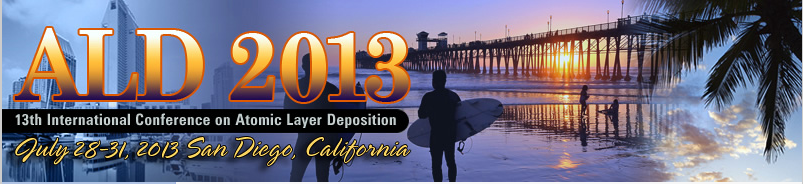 ALD 2013
13th International Conference on Atomic Layer Deposition
July 28-31, 2013 San Diego, California